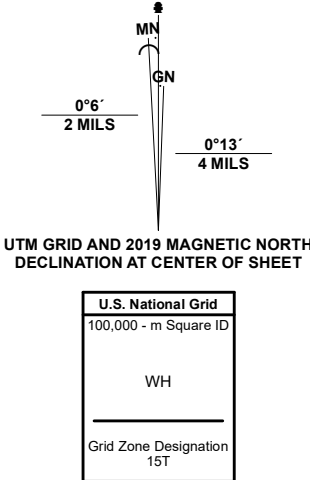 MN
GN
0°6´
2 MILS
0°13´
4 MILS
UTM GRID AND 2019 MAGNETIC NORTH
DECLINATION AT CENTER OF SHEET
U.S. National Grid
100,000 - m Square ID
WH
Grid Zone Designation
15T